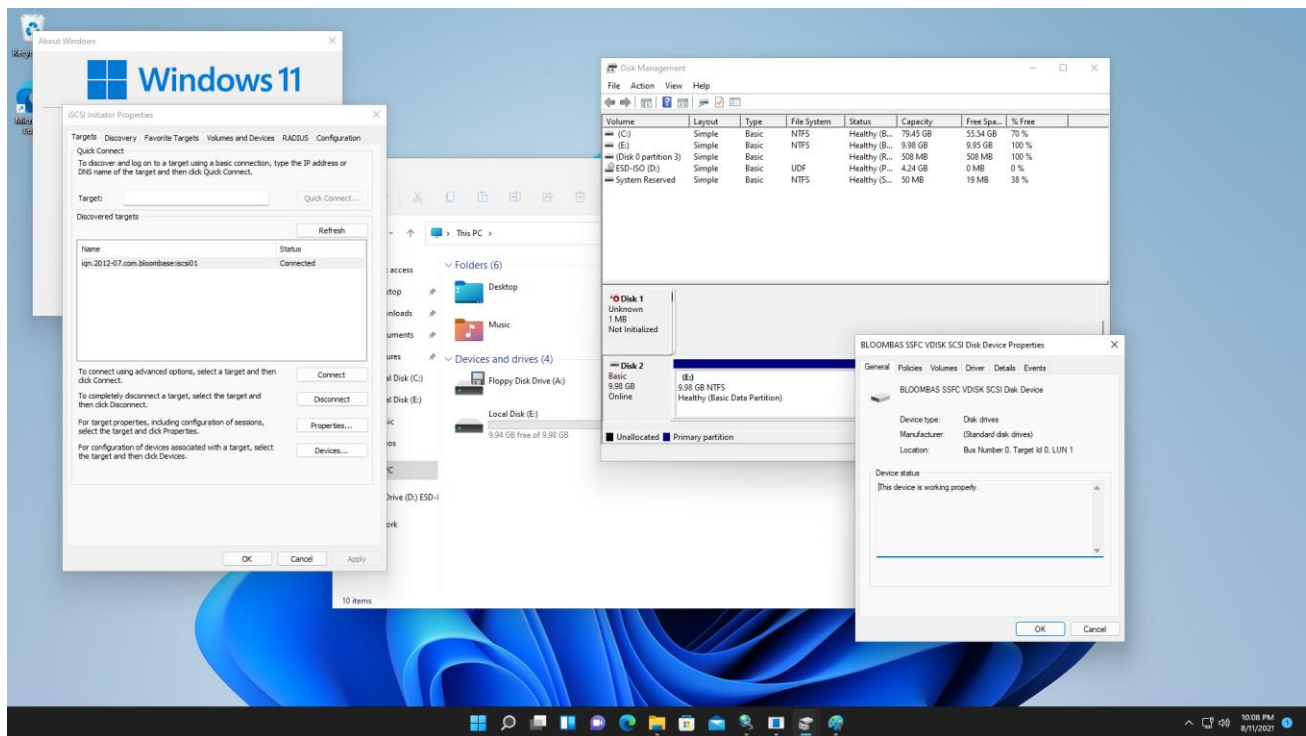 About Windows
Windows 11
iSCSI Initiator Properties
Targets Discovery Favorite Targets Volumes and Devices RADIUS Configuration
Quick Connect
To discover and log on to a target using a basic connection, type the IP address or
DNS name of the target and then click Quick Connect.
Target:
Quick Connect...
Discovered targets
Refresh
Name Status
iqn.2012-07.com.bloombase:iscsi01 Connected
To connect using advanced options, select a target and then
click Connect.
Connect
To completely disconnect a target, select the target and
then click Disconnect.
Disconnect
For target properties, including configuration of sessions,
select the target and click Properties.
Properties...
For configuration of devices associated with a target, select
the target and then click Devices.
Devices...
OK Cancel Apply
This PC
access
Folders (6)
Desktop
Music
Devices and drives (4)
Floppy Disk Drive (A:)
Local Disk (E:)
9.94 GB free of 9.98 GB
Disk (C:)
Disk (E:)
Drive (D:) ESD-I
10 items
Disk Management
File Action View Help
Volume Layout Type File System Status Capacity Free Spa... % Free
(C:) Simple Basic NTFS Healthy (B... 79.45 GB 55.54 GB 70 %
(E:) Simple Basic NTFS Healthy (B... 9.98 GB 9.95 GB 100 %
(Disk 0 partition 3) Simple Basic Healthy (R... 508 MB 508 MB 100 %
ESD-ISO (D:) Simple Basic UDF Healthy (P... 4.24 GB 0 MB 0 %
System Reserved Simple Basic NTFS Healthy (S... 50 MB 19 MB 38 %
Disk 1
Unknown
1 MB
Not Initialized
Disk 2
Basic
9.98 GB
Online
(E:)
9.98 GB NTFS
Healthy (Basic Data Partition)
Unallocated Primary partition
BLOOMBAS SSFC VDISK SCSI Disk Device Properties
General Policies Volumes Driver Details Events
BLOOMBAS SSFC VDISK SCSI Disk Device
Device type: Disk drives
Manufacturer: (Standard disk drives)
Location: Bus Number 0, Target Id 0, LUN 1
Device status
This device is working properly.
OK Cancel
10:08 PM
8/11/2021
1